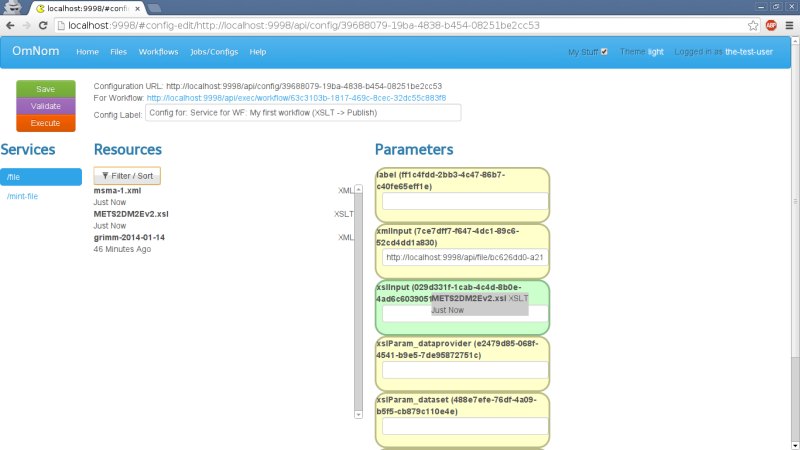 #config-
localhost:9998/#config-edit/http://localhost:9998/api/config/39688079-19ba-4838-b454-08251be2cc53
ABP
OmNom Home Files Workflows Jobs/Configs Help My Stuff Theme: light Logged in as the-test-user
Save
Validate
Execute
Configuration URL: http://localhost:9998/api/config/39688079-19ba-4838-b454-08251be2cc53
For Workflow: http://localhost:9998/api/exec/workflow/63c3103b-1817-469c-8cec-32dc55c883f8
Config Label: Config for: Service for WF: My first workflow (XSLT -> Publish)
Services
/file
/mint-file
Resources
Filter / Sort
msma-1.xml XML
Just Now
METS2DM2Ev2.xsl XSLT
Just Now
grimm-2014-01-14 XML
46 Minutes Ago
Parameters
label (ff1c4fdd-2bb3-4c47-86b7-
c40fe65eff1e)
xmlInput (7ce7dff7-f647-4dc1-89c6-
52cd4dd1a830)
http://localhost:9998/api/file/bc626dd0-a21
xslInput (029d331f-1cab-4c4d-8b0e-
4ad6c6039051
METS2DM2Ev2.xsl XSLT
Just Now
xslParam_dataprovider (e2479d85-068f-
4541-b9e5-7de95872751c)
xslParam_dataset (488e7efe-76df-4a09-
b5f5-cb879c110e4e)